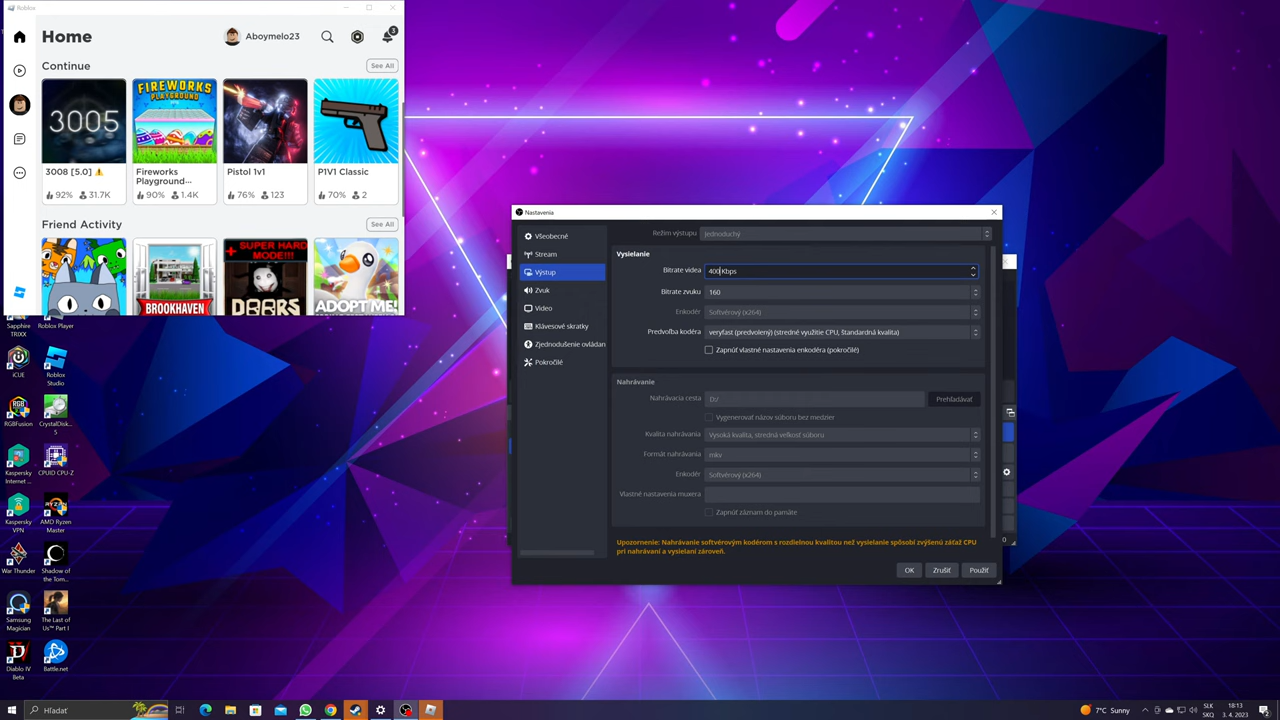 Roblox
Home
Aboymelo23
3
Continue
See All
3005
FIREWORKS
PLAYGROUND
3008 [5.0] ⚠
92% 31.7K
Fireworks
Playground...
90% 1.4K
Pistol 1v1
76% 123
P1V1 Classic
70% 2
Friend Activity
See All
BROOKHAVEN
+ SUPER HARD
MODE!!!
DOORS
ADOPT ME!
Sapphire
TRIXX
Roblox Player
iCUE
Roblox
Studio
RGB
RGBFusion
CrystalDisk...
5
Kaspersky
Internet ...
CPUID CPU-Z
Kaspersky
VPN
AMD Ryzen
Master
War Thunder
Shadow of
the Tom...
Samsung
Magician
The Last of
Us™ Part I
Diablo IV
Beta
Battle.net
Nastavenia
Všeobecné
Stream
Výstup
Zvuk
Video
Klávesové skratky
Zjednodušenie ovládan
Pokročilé
Režim výstupu
Jednoduchý
Vysielanie
Bitrate videa
400 Kbps
Bitrate zvuku
160
Enkodér
Softvérový (x264)
Predvoľba kodéra
veryfast (predvolený) (stredné využitie CPU, štandardná kvalita)
Zapnúť vlastné nastavenia enkodéra (pokročilé)
Nahrávanie
Nahrávacia cesta
D:/
Prehľadávať
Vygenerovať názov súboru bez medzier
Kvalita nahrávania
Vysoká kvalita, stredná veľkosť súboru
Formát nahrávania
mkv
Enkodér
Softvérový (x264)
Vlastné nastavenia muxera
Zapnúť záznam do pamäte
Upozornenie: Nahrávanie softvérovým kodérom s rozdielnou kvalitou než vysielanie spôsobí zvýšenú záťaž CPU
pri nahrávaní a vysielaní zároveň.
OK
Zrušiť
Použiť
Hľadať
7°C Sunny
SLK
SKQ
18:13
3. 4. 2023